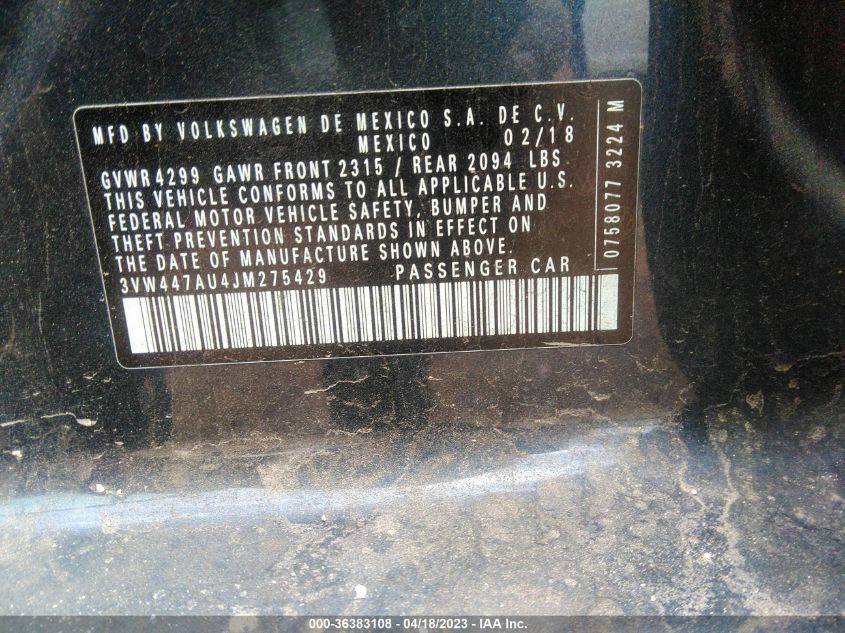 MFD BY VOLKSWAGEN DE MEXICO S.A. DE C.V.
MEXICO 02/18
GVWR 4299 GAWR FRONT 2315 / REAR 2094 LBS
THIS VEHICLE CONFORMS TO ALL APPLICABLE U.S.
FEDERAL MOTOR VEHICLE SAFETY, BUMPER AND
THEFT PREVENTION STANDARDS IN EFFECT ON
THE DATE OF MANUFACTURE SHOWN ABOVE.
3VW447AU4JM275429 PASSENGER CAR
0758077 3224 M
000-36383108 - 04/18/2023 - IAA Inc.